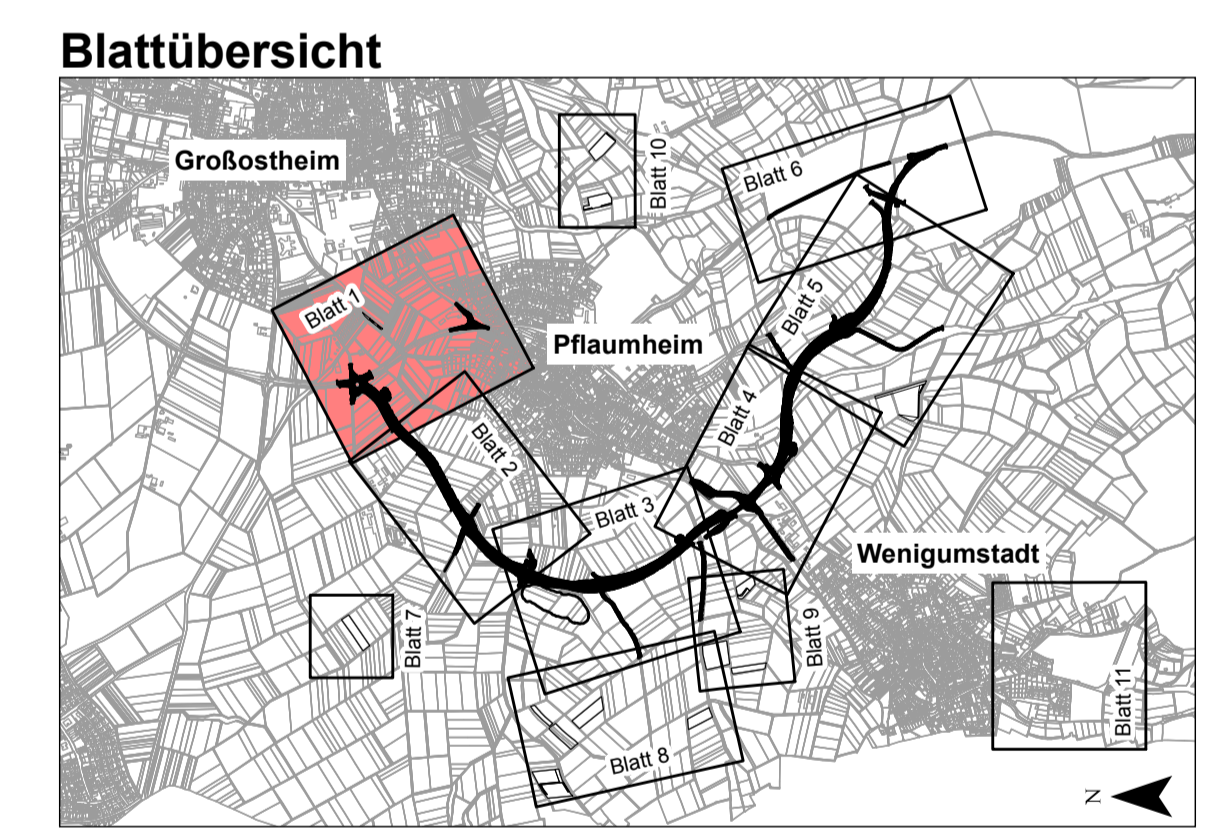 Blattübersicht
Großostheim
Blatt 10
Blatt 6
Blatt 1
Blatt 5
Pflaumheim
Blatt 4
Blatt 2
Blatt 3
Wenigumstadt
Blatt 7
Blatt 9
Blatt 11
Blatt 8
N